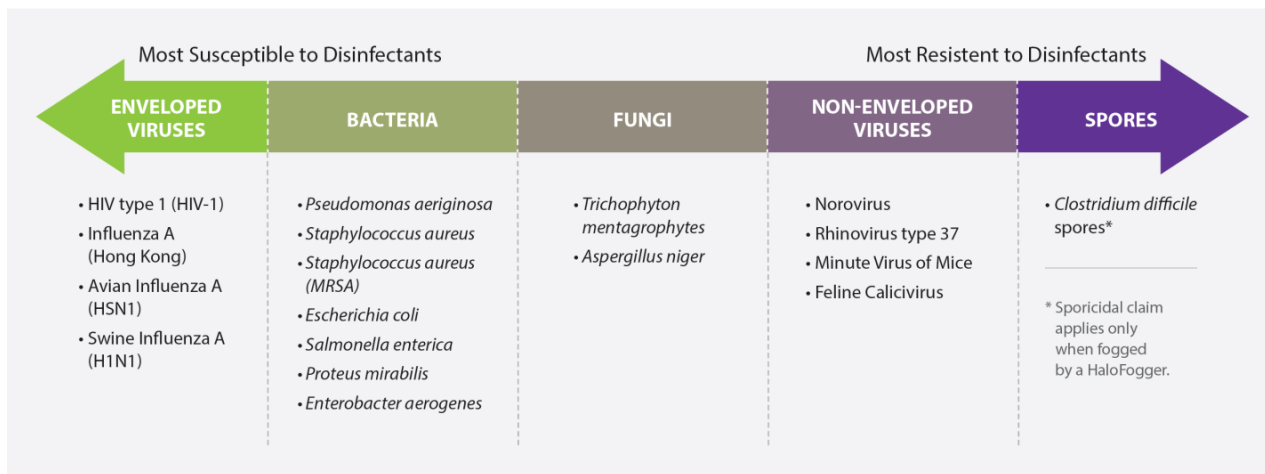 Most Susceptible to Disinfectants
Most Resistent to Disinfectants
ENVELOPED
VIRUSES
BACTERIA
FUNGI
NON-ENVELOPED
VIRUSES
SPORES
• HIV type 1 (HIV-1)
• Influenza A
(Hong Kong)
• Avian Influenza A
(HSN1)
• Swine Influenza A
(H1N1)
• Pseudomonas aeriginosa
• Staphylococcus aureus
• Staphylococcus aureus
(MRSA)
• Escherichia coli
• Salmonella enterica
• Proteus mirabilis
• Enterobacter aerogenes
• Trichophyton
mentagrophytes
• Aspergillus niger
• Norovirus
• Rhinovirus type 37
• Minute Virus of Mice
• Feline Calicivirus
• Clostridium difficile
spores*
* Sporicidal claim
applies only
when fogged
by a HaloFogger.